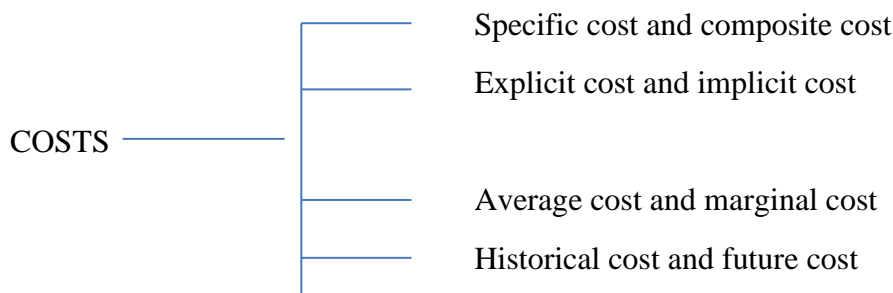 Specific cost and composite cost
Explicit cost and implicit cost
COSTS
Average cost and marginal cost
Historical cost and future cost